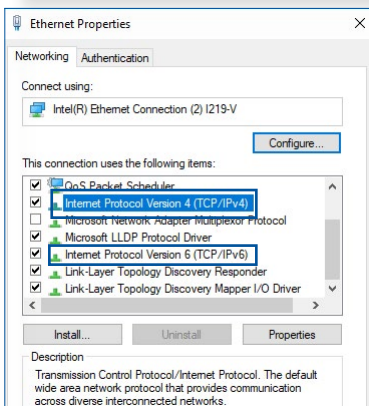 Ethernet Properties
Networking Authentication
Connect using:
Intel(R) Ethernet Connection (2) I219-V
Configure...
This connection uses the following items:
QoS Packet Scheduler
Internet Protocol Version 4 (TCP/IPv4)
Microsoft Network Adapter Multiplexor Protocol
Microsoft LLDP Protocol Driver
Internet Protocol Version 6 (TCP/IPv6)
Link-Layer Topology Discovery Responder
Link-Layer Topology Discovery Mapper I/O Driver
Install... Uninstall Properties
Description
Transmission Control Protocol/Internet Protocol. The default
wide area network protocol that provides communication
across diverse interconnected networks.